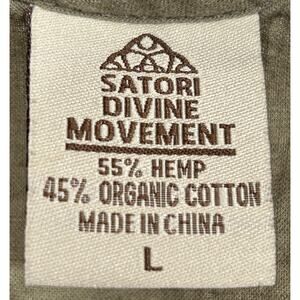 SATORI
DIVINE
MOVEMENT
55% HEMP
45% ORGANIC COTTON
MADE IN CHINA
L